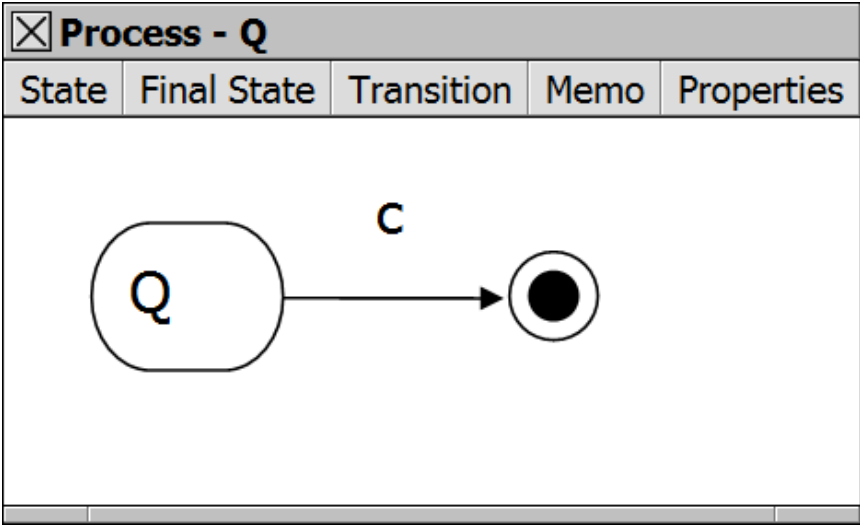 Process - Q
State Final State Transition Memo Properties
c
Q